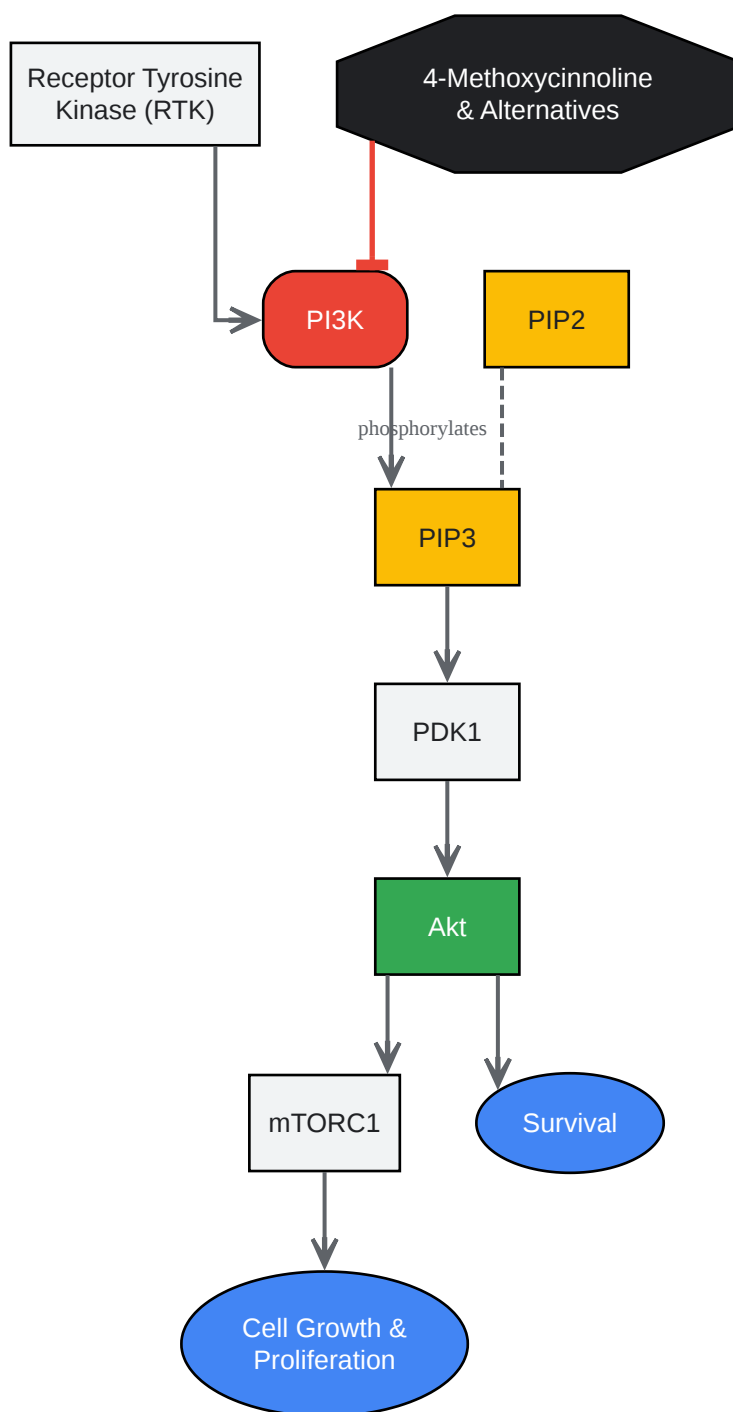 Receptor Tyrosine
Kinase (RTK)
4-Methoxycinnoline
& Alternatives
PI3K
PIP2
phosphorylates
PIP3
PDK1
Akt
mTORC1
Survival
Cell Growth &
Proliferation